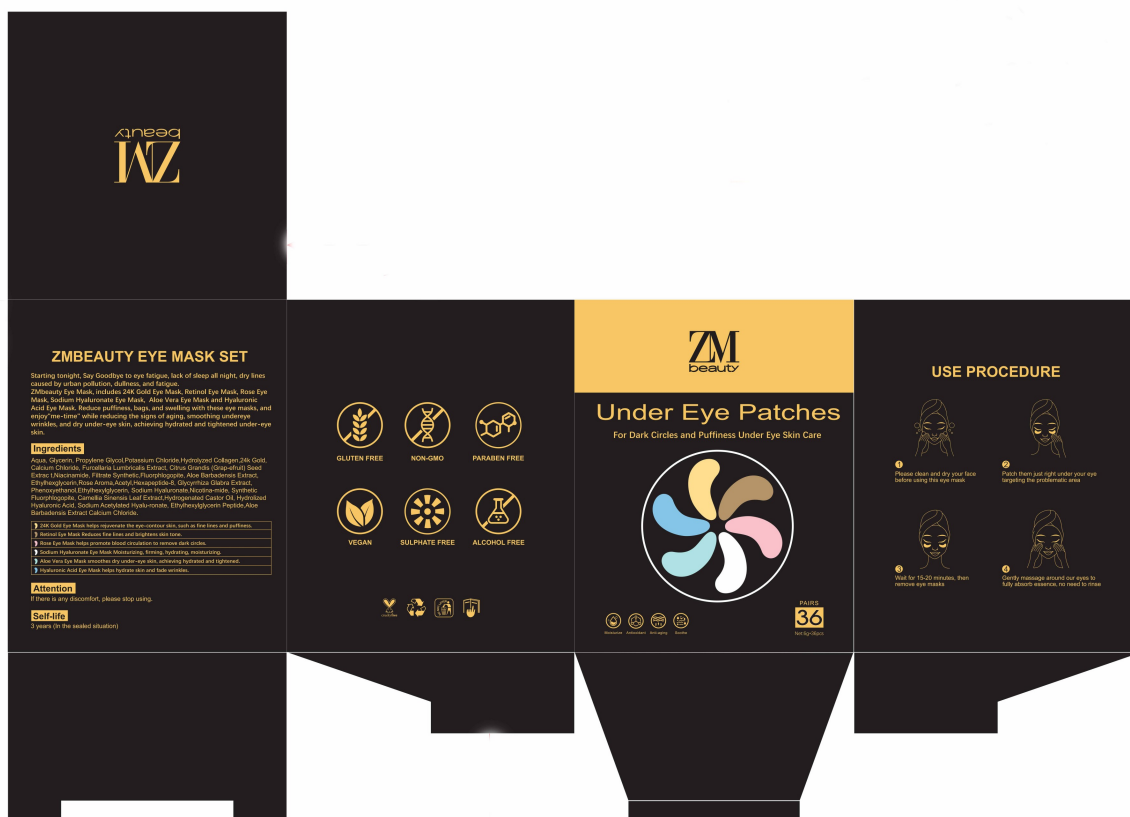 ZM
beauty
ZMBEAUTY EYE MASK SET
Starting tonight, Say Goodbye to eye fatigue, lack of sleep all night, dry lines
caused by urban pollution, dullness, and fatigue.
ZMbeauty Eye Mask, includes 24K Gold Eye Mask, Retinol Eye Mask, Rose Eye
Mask, Sodium Hyaluronate Eye Mask, Aloe Vera Eye Mask and Hyaluronic
Acid Eye Mask. Reduce puffiness, bags, and swelling with these eye masks, and
enjoy"me-time" while reducing the signs of aging, smoothing undereye
wrinkles, and dry under-eye skin, achieving hydrated and tightened under-eye
skin.
Ingredients
Aqua, Glycerin, Propylene Glycol,Potassium Chloride,Hydrolyzed Collagen,24k Gold,
Calcium Chloride, Furcellaria Lumbricalis Extract, Citrus Grandis (Grap-efruit) Seed
Extrac t,Niacinamide, Filtrate Synthetic,Fluorphlogopite, Aloe Barbadensis Extract,
Ethylhexglycerin,Rose Aroma,Acetyl,Hexapeptide-8, Glycyrrhiza Glabra Extract,
Phenoxyethanol,Ethylhexylglycerin, Sodium Hyaluronate,Nicotina-mide, Synthetic
Fluorphlogopite, Camellia Sinensis Leaf Extract,Hydrogenated Castor Oil, Hydrolized
Hyaluronic Acid, Sodium Acetylated Hyalu-ronate, Ethylhexylglycerin Peptide,Aloe
Barbadensis Extract Calcium Chloride.
24K Gold Eye Mask helps rejuvenate the eye-contour skin, such as fine lines and puffiness.
Retinol Eye Mask Reduces fine lines and brightens skin tone.
Rose Eye Mask helps promote blood circulation to remove dark circles.
Sodium Hyaluronate Eye Mask Moisturizing, firming, hydrating, moisturizing.
Aloe Vera Eye Mask smoothes dry under-eye skin, achieving hydrated and tightened.
Hyaluronic Acid Eye Mask helps hydrate skin and fade wrinkles.
Attention
If there is any discomfort, please stop using.
Self-life
3 years (In the sealed situation)
GLUTEN FREE
NON-GMO
PARABEN FREE
VEGAN
SULPHATE FREE
ALCOHOL FREE
ZM
beauty
Under Eye Patches
For Dark Circles and Puffiness Under Eye Skin Care
Moisturize
Antioxidant
Anti-aging
Soothe
PAIRS
36
Net:6g*36pcs
USE PROCEDURE
1
Please clean and dry your face
before using this eye mask
2
Patch them just right under your eye
targeting the problematic area
3
Wait for 15-20 minutes, then
remove eye masks
4
Gently massage around our eyes to
fully absorb essence, no need to rinse